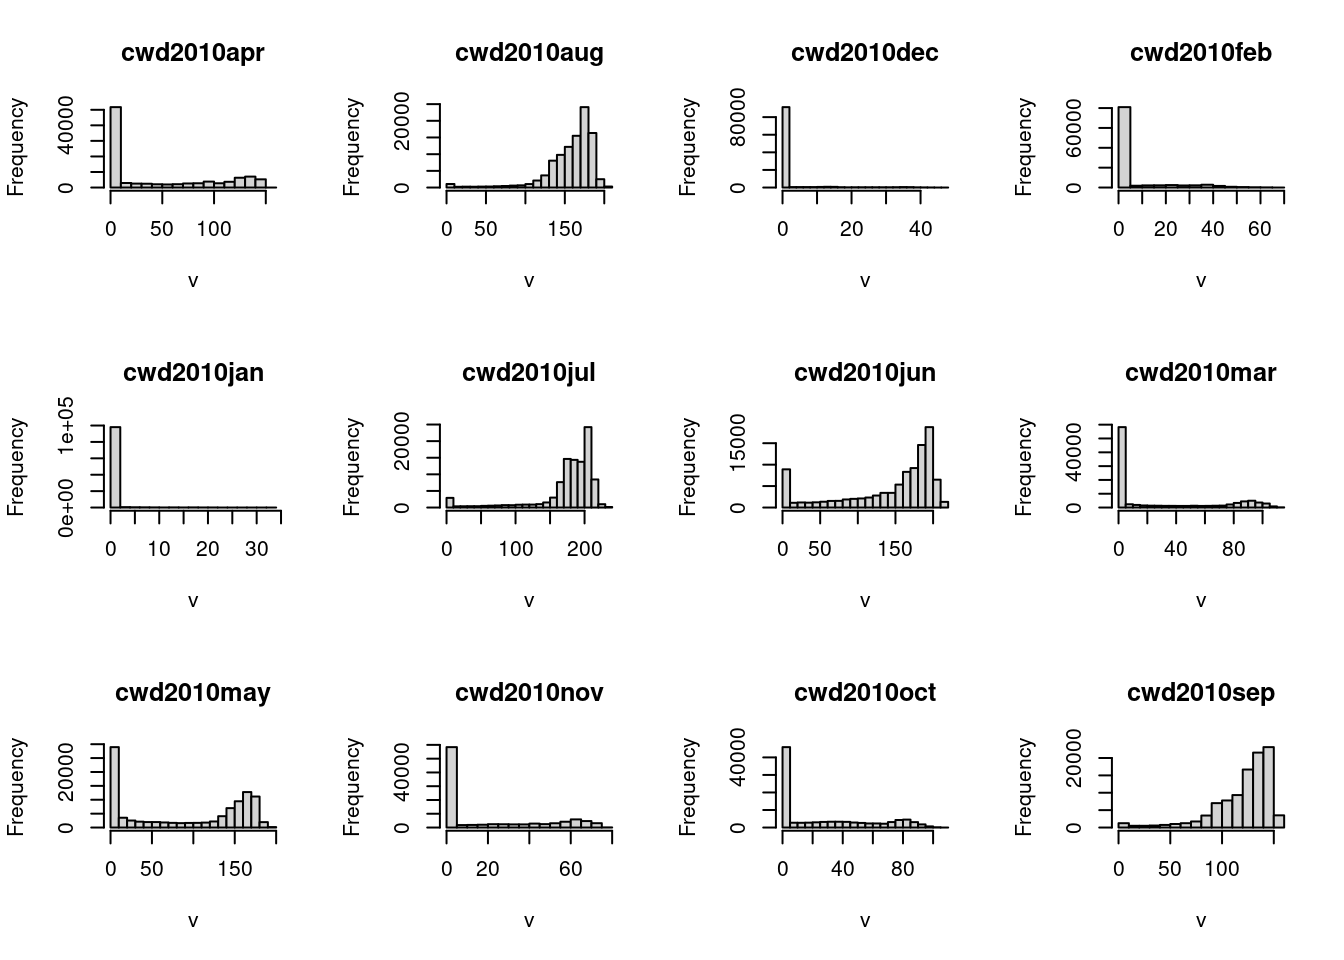 cwd2010apr
Frequency
0 40000
0 50 100
v
cwd2010aug
Frequency
0 20000
0 50 150
v
cwd2010dec
Frequency
0 80000
0 20 40
v
cwd2010feb
Frequency
0 60000
0 20 40 60
v
cwd2010jan
Frequency
0e+00 1e+05
0 10 20 30
v
cwd2010jul
Frequency
0 20000
0 100 200
v
cwd2010jun
Frequency
0 15000
0 50 150
v
cwd2010mar
Frequency
0 40000
0 40 80
v
cwd2010may
Frequency
0 20000
0 50 150
v
cwd2010nov
Frequency
0 40000
0 20 60
v
cwd2010oct
Frequency
0 40000
0 40 80
v
cwd2010sep
Frequency
0 20000
0 50 100
v